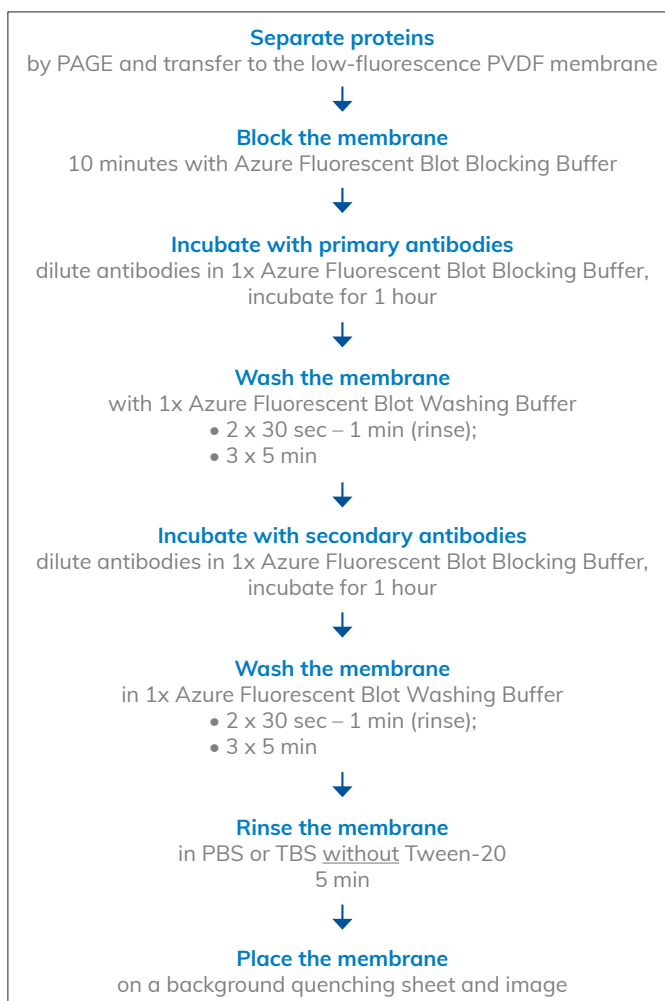 Separate proteins
by PAGE and transfer to the low-fluorescence PVDF membrane
Block the membrane
10 minutes with Azure Fluorescent Blot Blocking Buffer
Incubate with primary antibodies
dilute antibodies in 1x Azure Fluorescent Blot Blocking Buffer,
incubate for 1 hour
Wash the membrane
with 1x Azure Fluorescent Blot Washing Buffer
• 2 x 30 sec – 1 min (rinse);
• 3 x 5 min
Incubate with secondary antibodies
dilute antibodies in 1x Azure Fluorescent Blot Blocking Buffer,
incubate for 1 hour
Wash the membrane
in 1x Azure Fluorescent Blot Washing Buffer
• 2 x 30 sec – 1 min (rinse);
• 3 x 5 min
Rinse the membrane
in PBS or TBS without Tween-20
5 min
Place the membrane
on a background quenching sheet and image